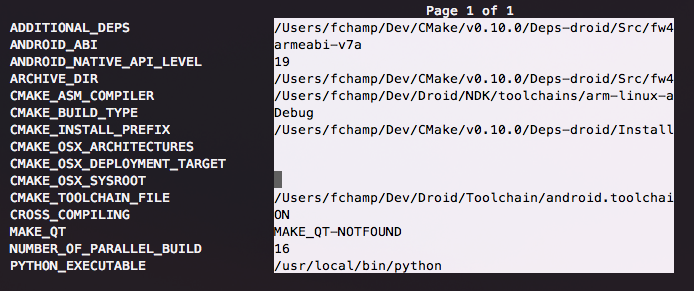 Page 1 of 1
ADDITIONAL_DEPS /Users/fchamp/Dev/CMake/v0.10.0/Deps-droid/Src/fw4
ANDROID_ABI armeabi-v7a
ANDROID_NATIVE_API_LEVEL 19
ARCHIVE_DIR /Users/fchamp/Dev/CMake/v0.10.0/Deps-droid/Src/fw4
CMAKE_ASM_COMPILER /Users/fchamp/Dev/Droid/NDK/toolchains/arm-linux-a
CMAKE_BUILD_TYPE Debug
CMAKE_INSTALL_PREFIX /Users/fchamp/Dev/CMake/v0.10.0/Deps-droid/Install
CMAKE_OSX_ARCHITECTURES
CMAKE_OSX_DEPLOYMENT_TARGET
CMAKE_OSX_SYSROOT
CMAKE_TOOLCHAIN_FILE /Users/fchamp/Dev/Droid/Toolchain/android.toolchai
CROSS_COMPILING ON
MAKE_QT MAKE_QT-NOTFOUND
NUMBER_OF_PARALLEL_BUILD 16
PYTHON_EXECUTABLE /usr/local/bin/python